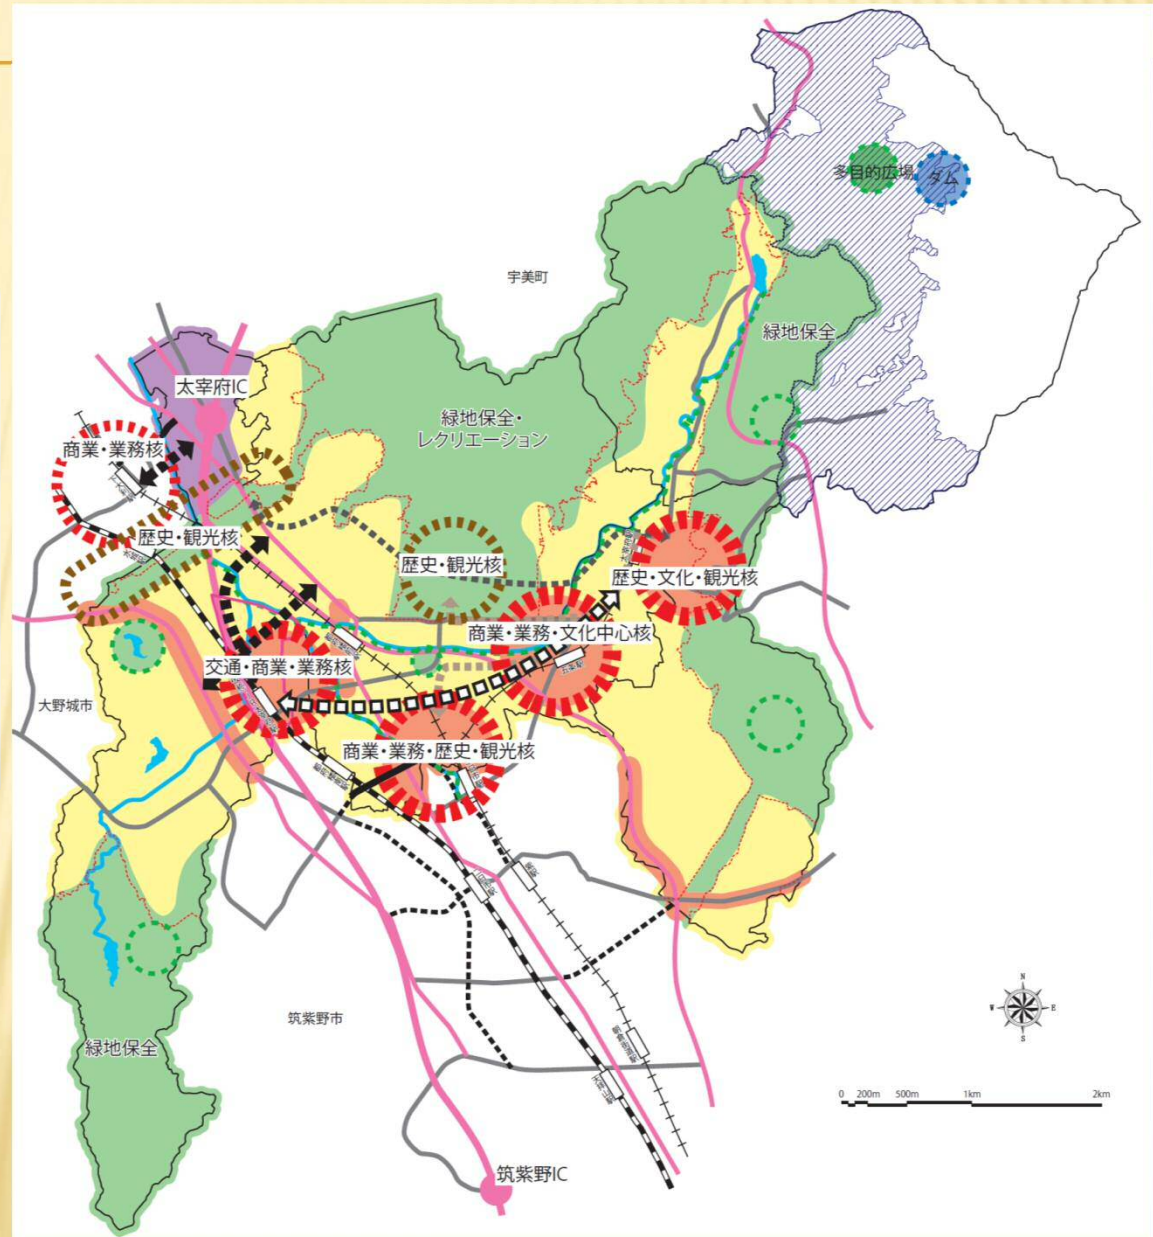 多目的広場
ダム
宇美町
緑地保全
太宰府IC
緑地保全・
レクリエーション
商業・業務核
歴史・観光核
歴史・観光核
歴史・文化・観光核
商業・業務・文化中心核
交通・商業・業務核
大野城市
商業・業務・歴史・観光核
筑紫野市
緑地保全
筑紫野IC
N
W
E
S
0 200m 500m 1km 2km